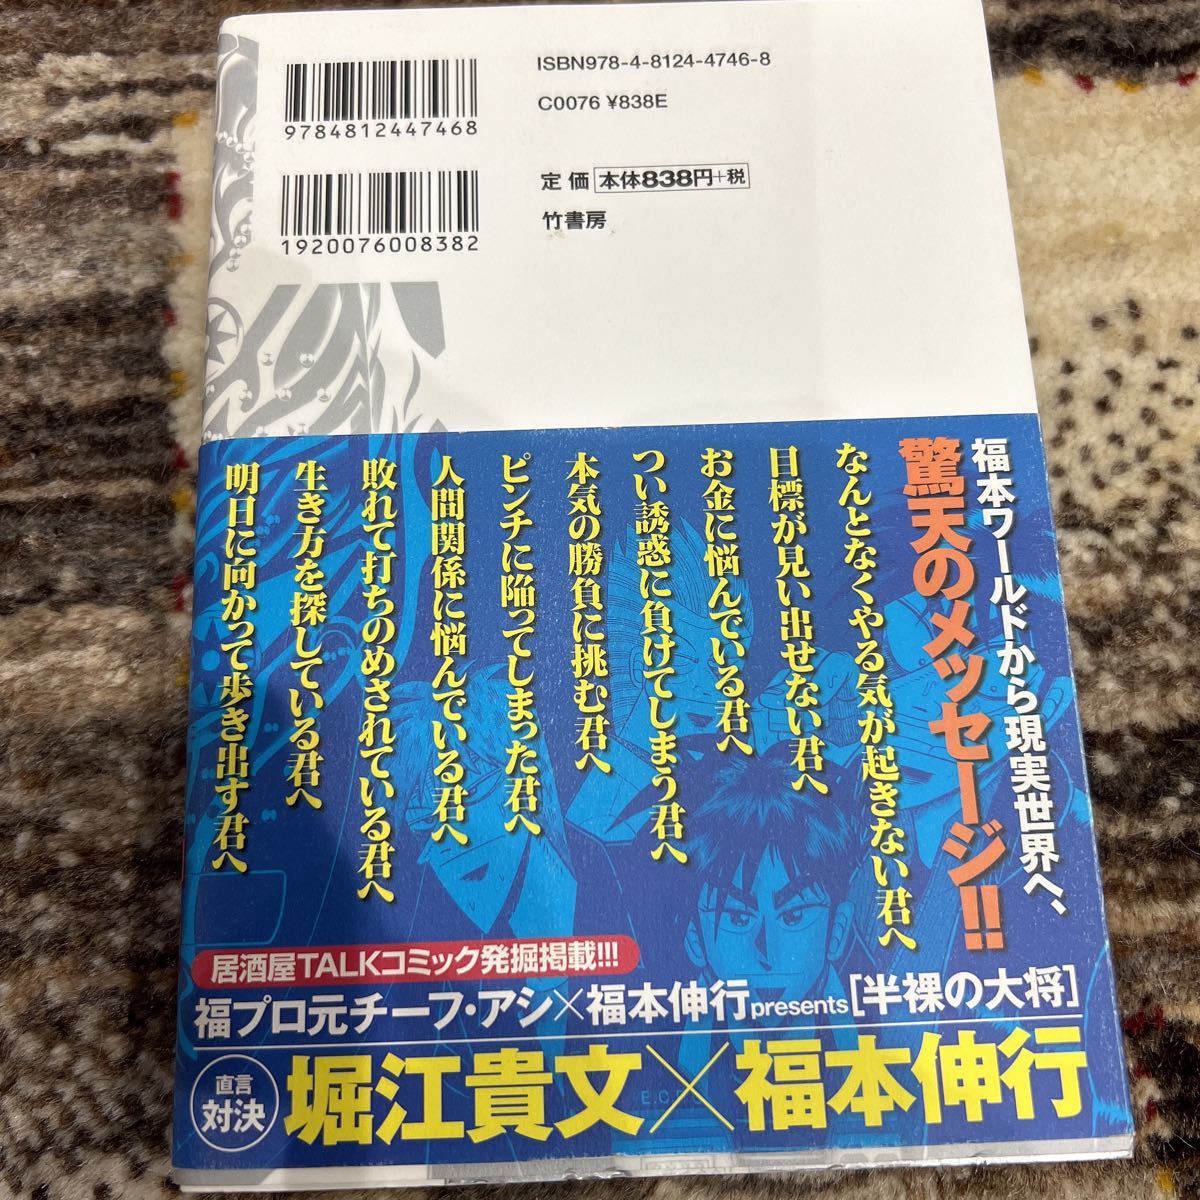 ISBN978-4-8124-4746-8
9784812447468
C0076 ¥838E
定価 本体838円+税
1920076008382
竹書房
福本ワールドから現実世界へ、
驚天のメッセージ!!
なんとなくやる気が起きない君へ
目標が見い出せない君へ
お金に悩んでいる君へ
つい誘惑に負けてしまう君へ
本気の勝負に挑む君へ
ピンチに陥ってしまった君へ
人間関係に悩んでいる君へ
敗れて打ちのめされている君へ
生き方を探している君へ
明日に向かって歩き出す君へ
居酒屋TALKコミック発掘掲載!!!
福プロ元チーフ・アシ×福本伸行presents[半裸の大将]
直言
対決
堀江貴文×福本伸行